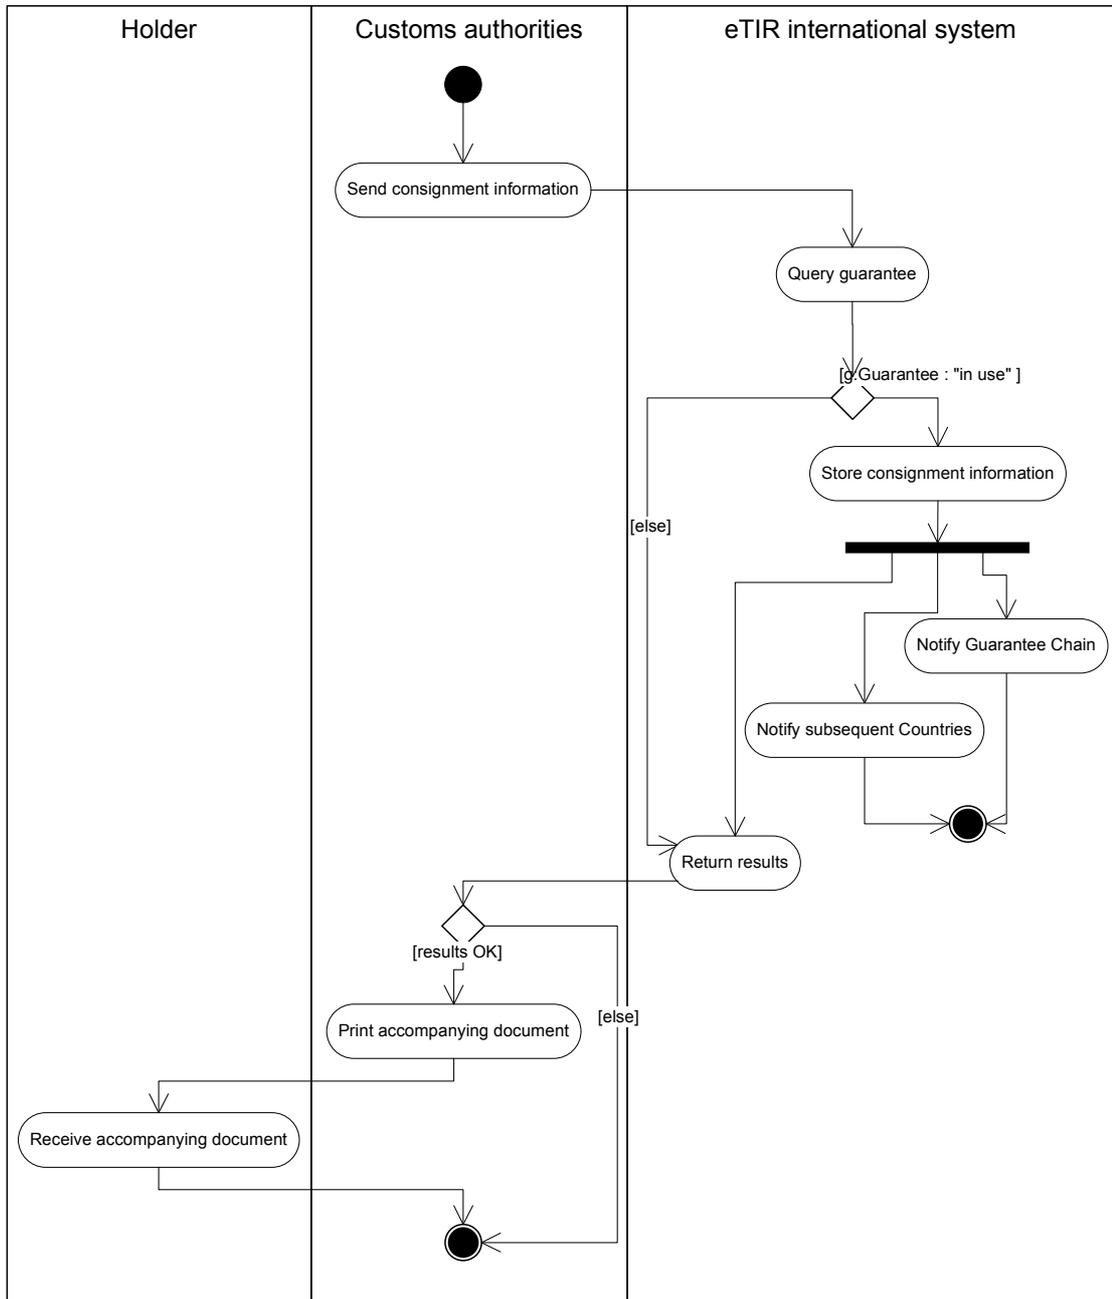 Holder
Customs authorities
eTIR international system
Send consignment information
Query guarantee
[g:Guarantee : "in use" ]
Store consignment information
[else]
Notify Guarantee Chain
Notify subsequent Countries
Return results
[results OK]
[else]
Print accompanying document
Receive accompanying document